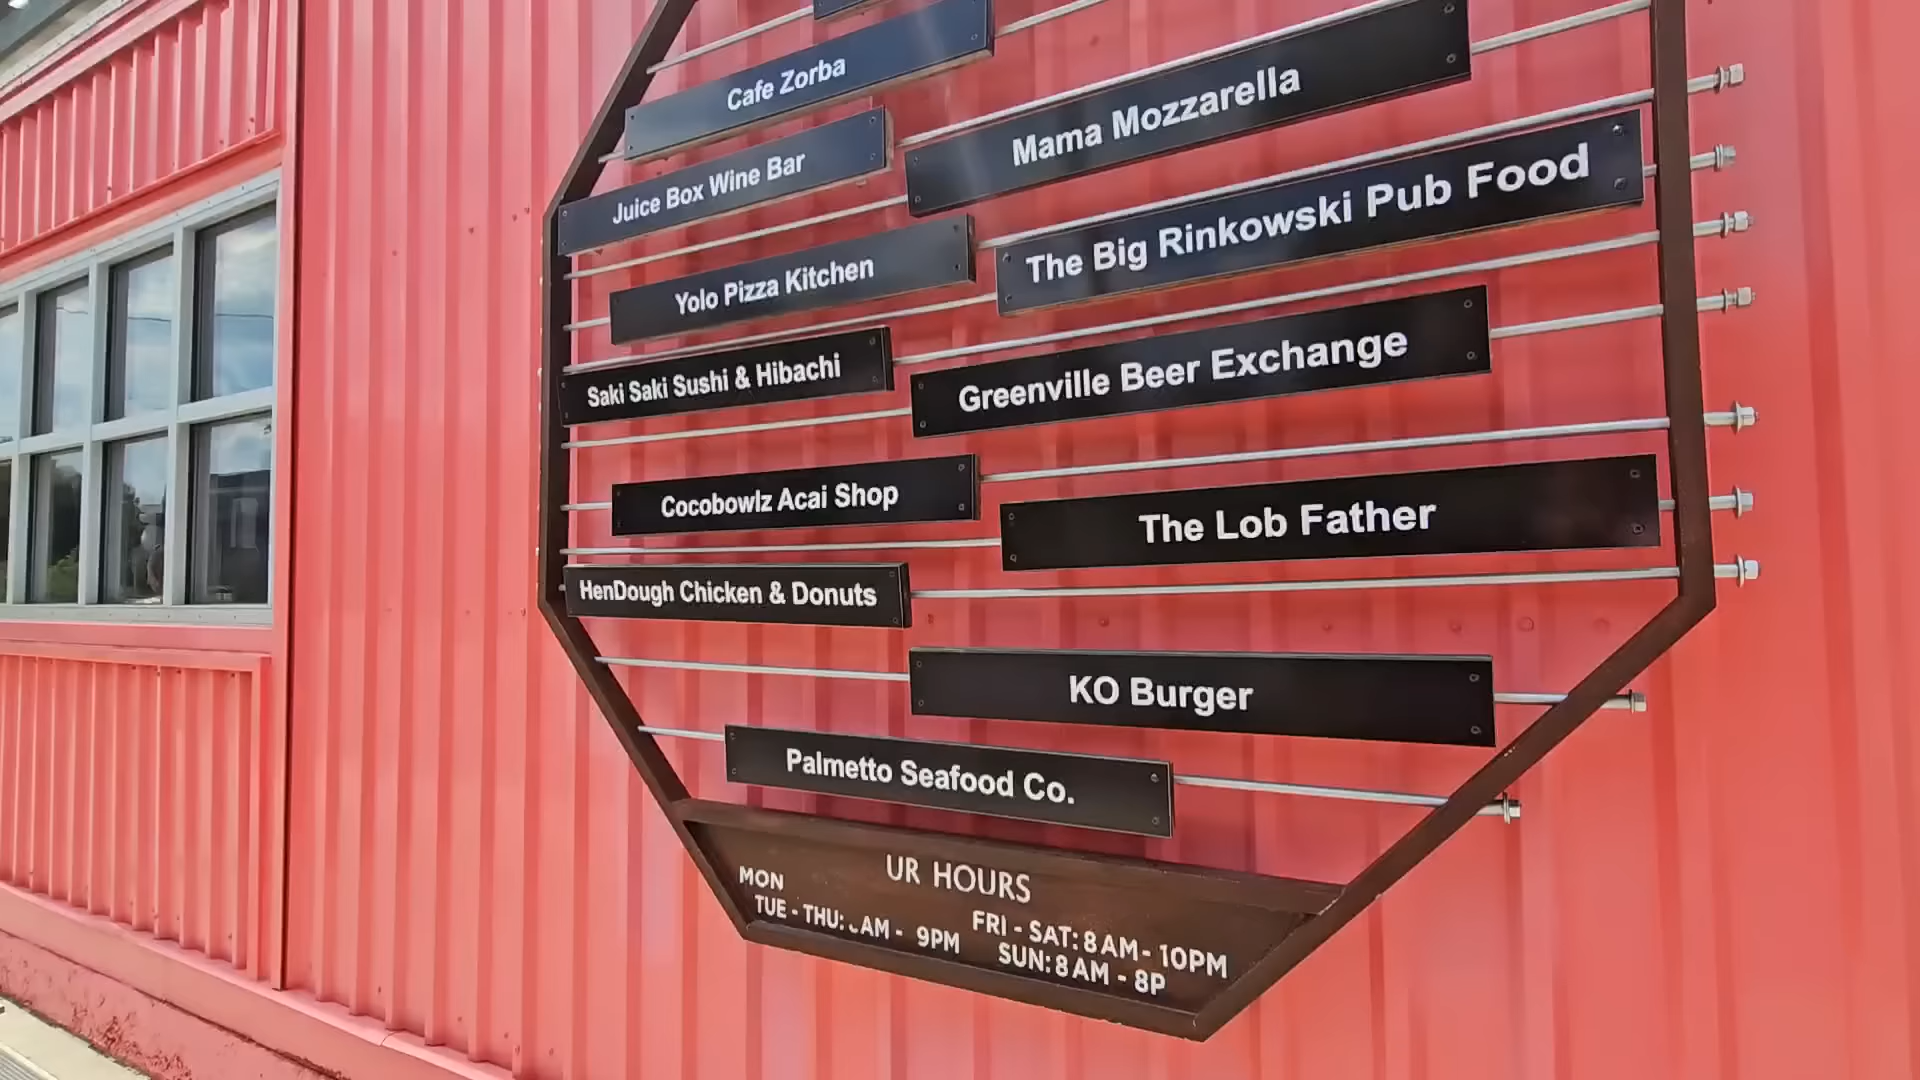 Cafe Zorba
Mama Mozzarella
Juice Box Wine Bar
The Big Rinkowski Pub Food
Yolo Pizza Kitchen
Greenville Beer Exchange
Saki Saki Sushi & Hibachi
Cocobowlz Acai Shop
The Lob Father
HenDough Chicken & Donuts
KO Burger
Palmetto Seafood Co.
UR HOURS
MON
TUE - THU: AM - 9PM
FRI - SAT: 8 AM - 10PM
SUN: 8 AM - 8P